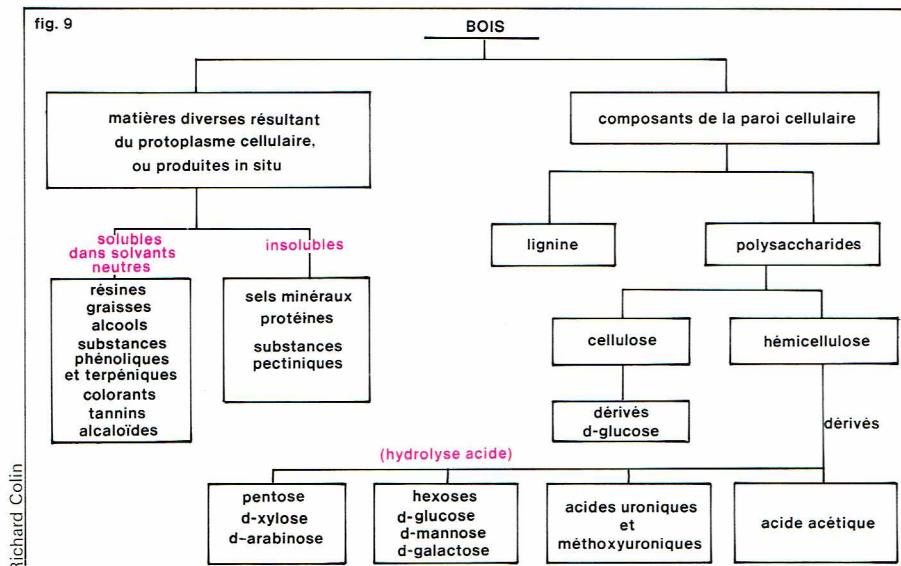 fig. 9
BOIS
matières diverses résultant
du protoplasme cellulaire,
ou produites in situ
composants de la paroi cellulaire
solubles
dans solvants
neutres
insolubles
résines
graisses
alcools
substances
phénoliques
et terpéniques
colorants
tannins
alcaloïdes
sels minéraux
protéines
substances
pectiniques
lignine
polysaccharides
cellulose
hémicellulose
dérivés
d-glucose
dérivés
(hydrolyse acide)
pentose
d-xylose
d-arabinose
hexoses
d-glucose
d-mannose
d-galactose
acides uroniques
et
méthoxyuroniques
acide acétique
Richard Colin